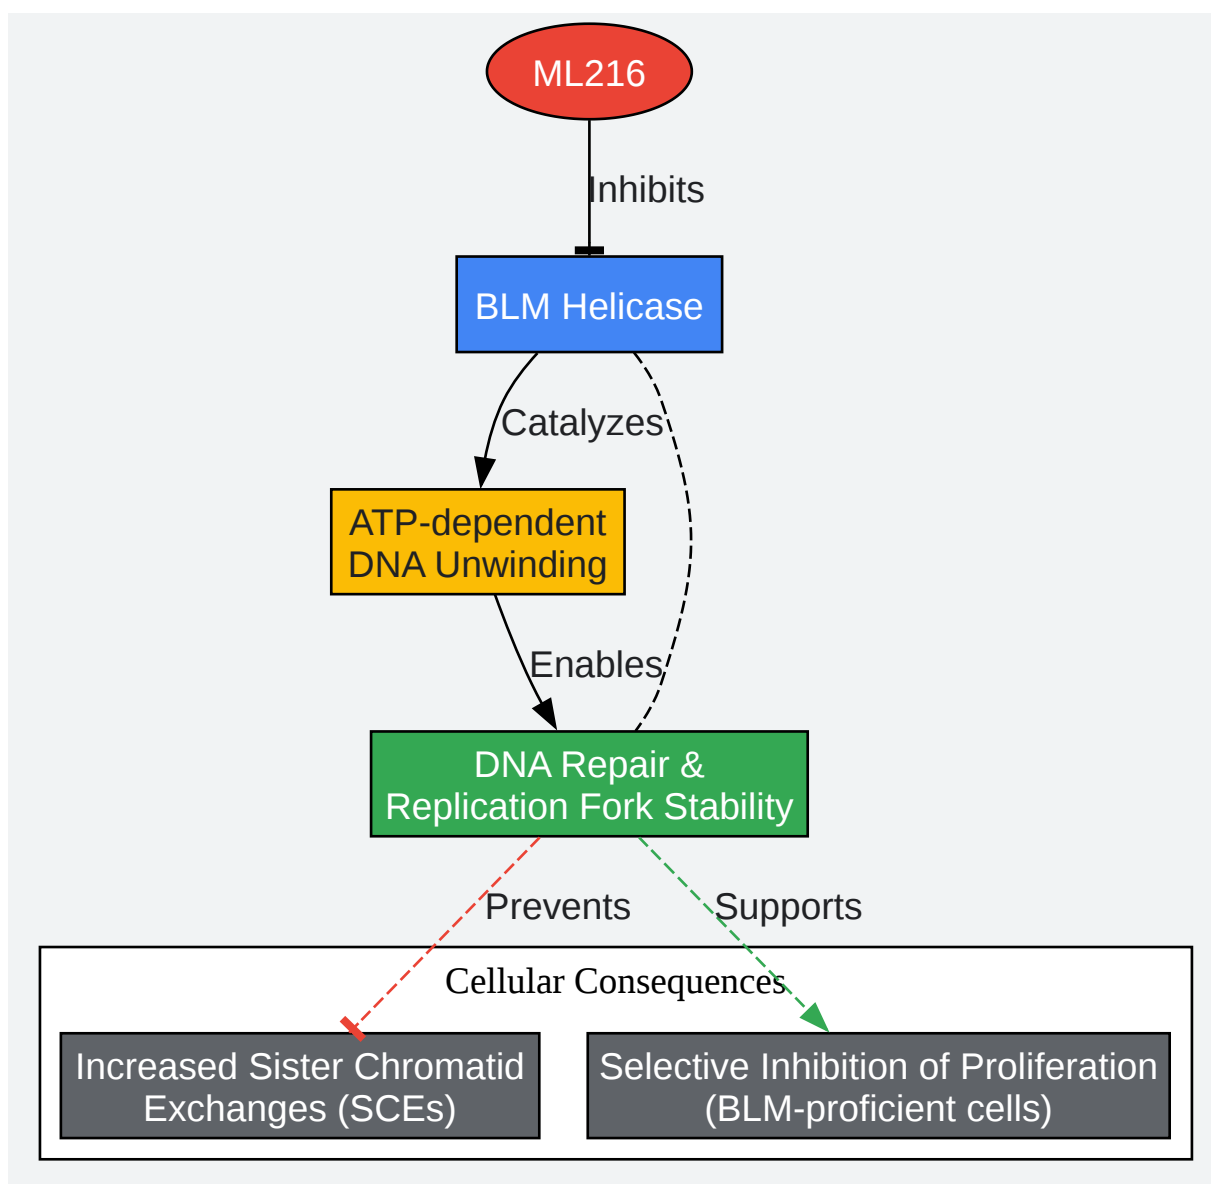 ML216
Inhibits
BLM Helicase
Catalyzes
ATP-dependent
DNA Unwinding
Enables
DNA Repair &
Replication Fork Stability
Prevents
Supports
Cellular Consequences
Increased Sister Chromatid
Exchanges (SCEs)
Selective Inhibition of Proliferation
(BLM-proficient cells)